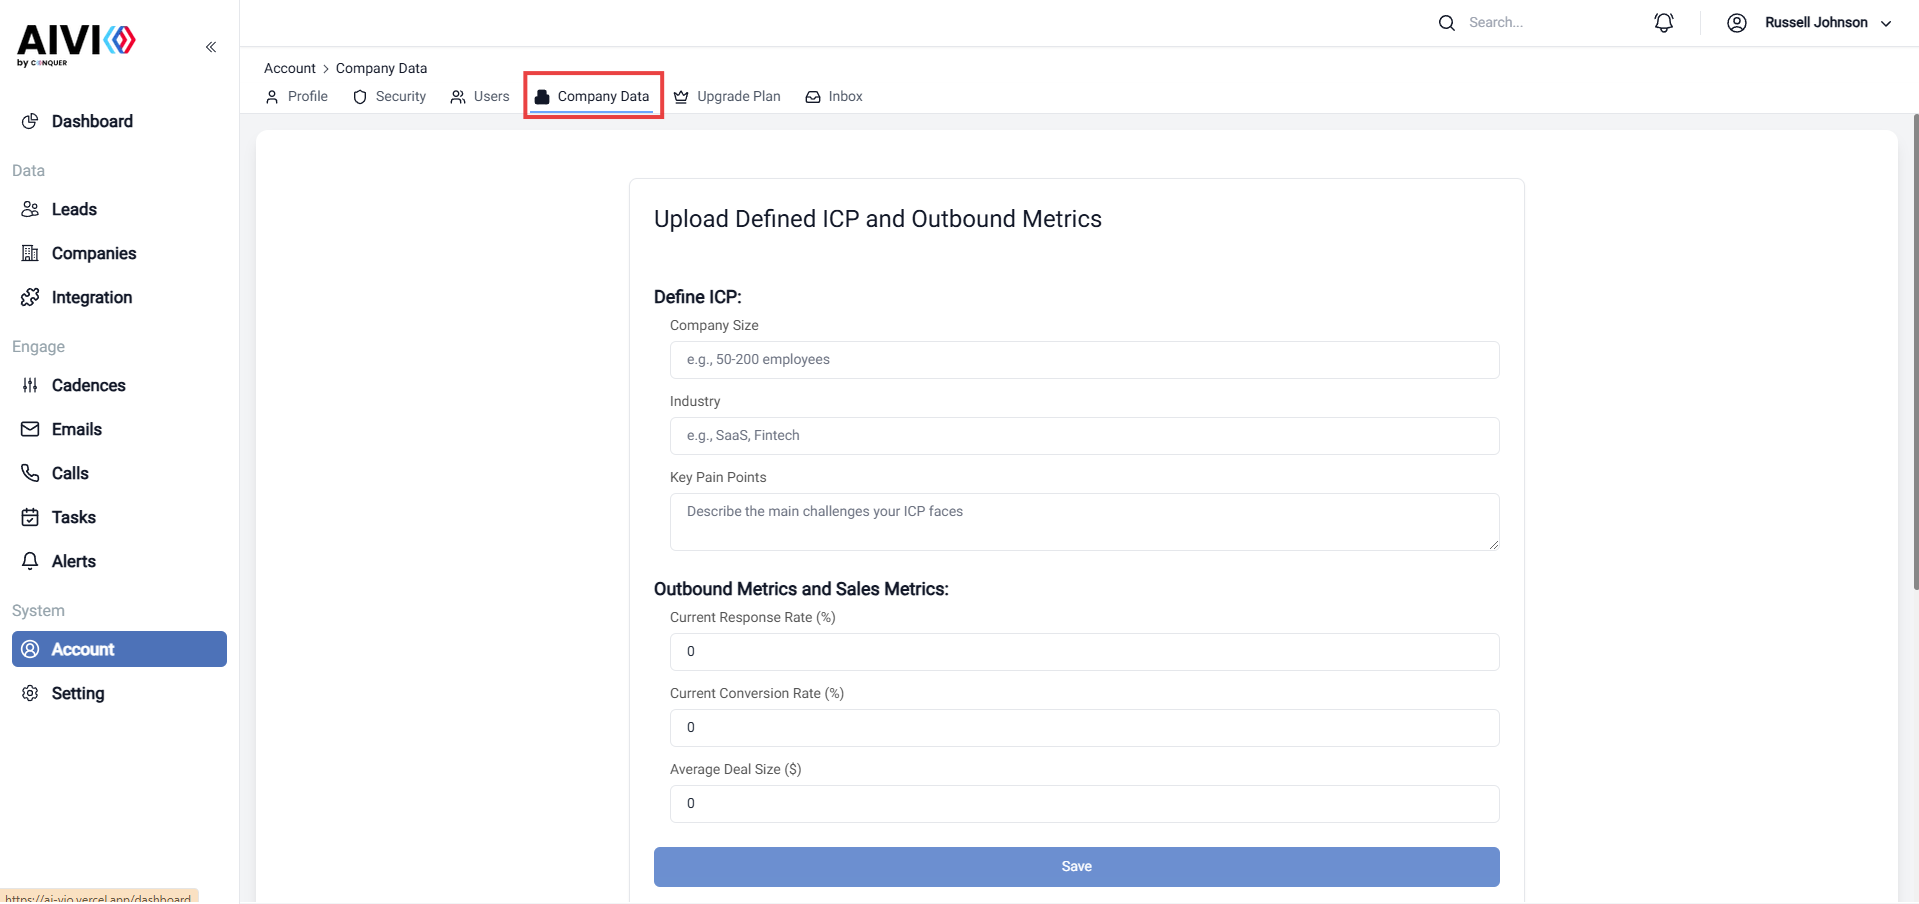 AIVIO
by CONQUER
Search...
Russell Johnson
Account > Company Data
Profile
Security
Users
Company Data
Upgrade Plan
Inbox
Dashboard
Data
Leads
Companies
Integration
Engage
Cadences
Emails
Calls
Tasks
Alerts
System
Account
Setting
Upload Defined ICP and Outbound Metrics
Define ICP:
Company Size
e.g., 50-200 employees
Industry
e.g., SaaS, Fintech
Key Pain Points
Describe the main challenges your ICP faces
Outbound Metrics and Sales Metrics:
Current Response Rate (%)
0
Current Conversion Rate (%)
0
Average Deal Size ($)
0
Save
https://ai-vio.vercel.app/dashboard